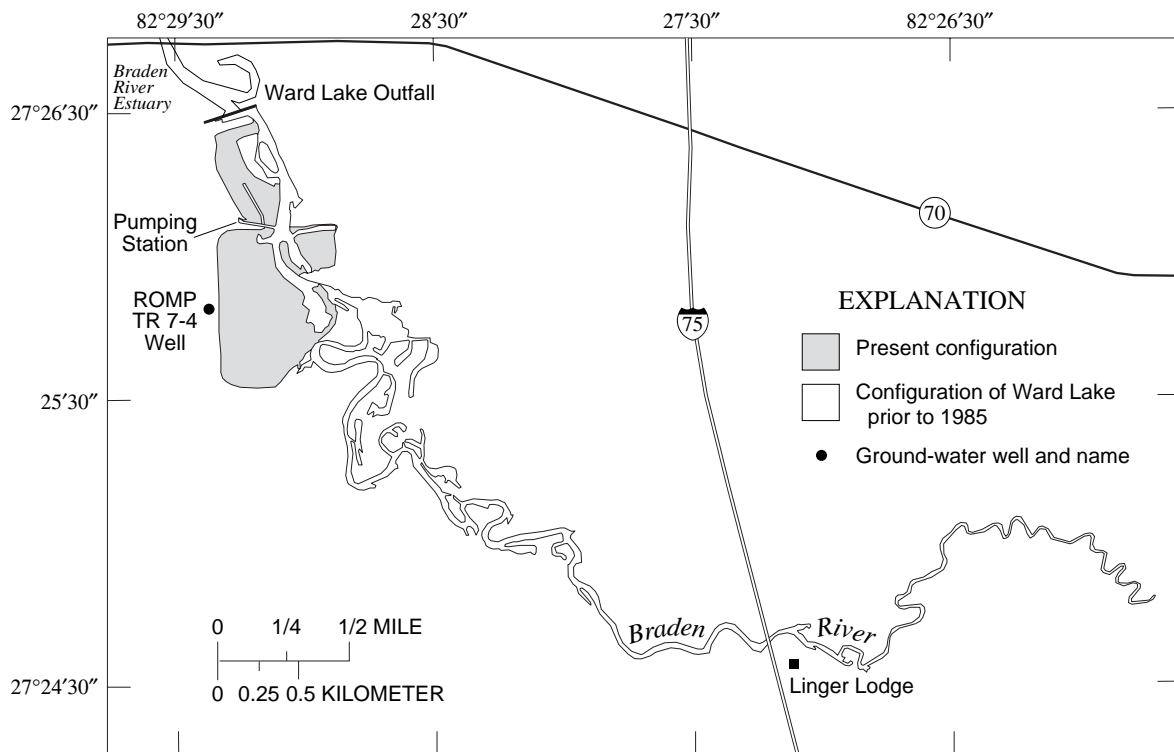 82°29′30″ 28′30″ 27′30″ 82°26′30″
Braden
River
Estuary
Ward Lake Outfall
27°26′30″
70
Pumping
Station
ROMP
TR 7-4
Well
75
EXPLANATION
Present configuration
Configuration of Ward Lake
prior to 1985
Ground-water well and name
25′30″
0 1/4 1/2 MILE
0 0.25 0.5 KILOMETER
Braden River
Linger Lodge
27°24′30″